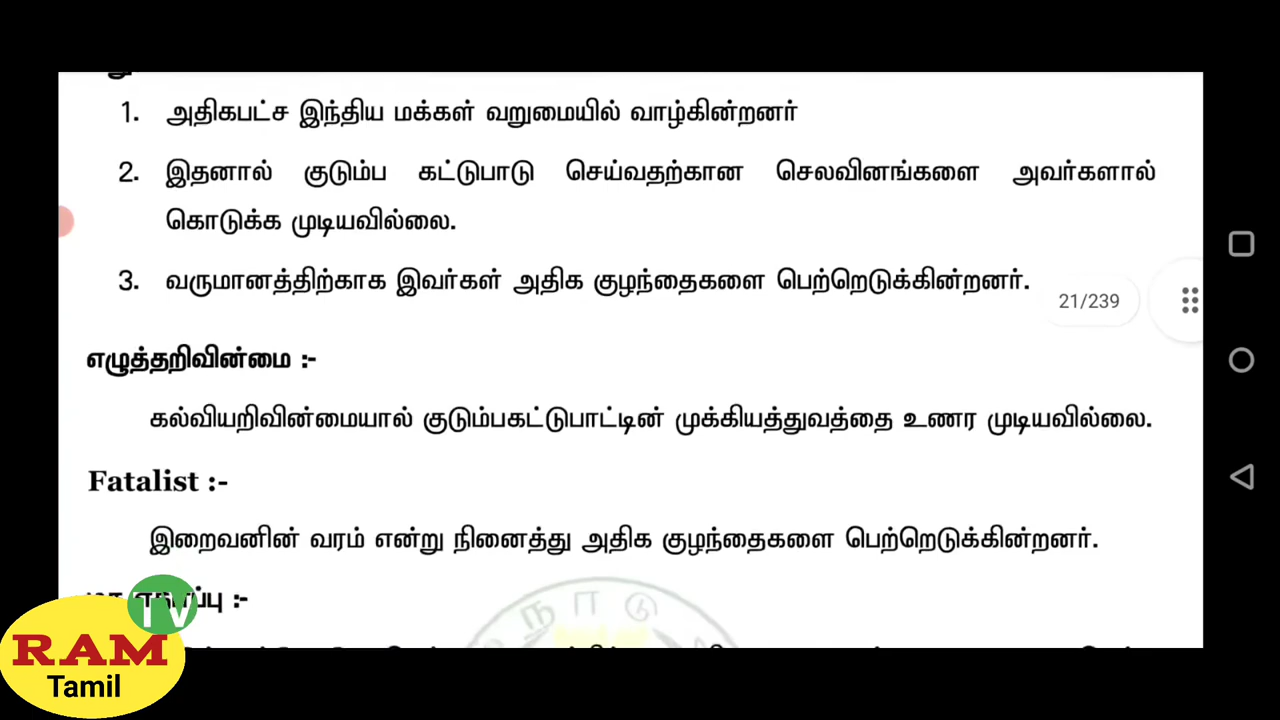 1. அதிகபட்ச இந்திய மக்கள் வறுமையில் வாழ்கின்றனர்
2. இதனால் குடும்ப கட்டுபாடு செய்வதற்கான செலவினங்களை அவர்களால்
கொடுக்க முடியவில்லை.
3. வருமானத்திற்காக இவர்கள் அதிக குழந்தைகளை பெற்றெடுக்கின்றனர்.
21/239
எழுத்தறிவின்மை :-
கல்வியறிவின்மையால் குடும்பகட்டுபாட்டின் முக்கியத்துவத்தை உணர முடியவில்லை.
Fatalist :-
இறைவனின் வரம் என்று நினைத்து அதிக குழந்தைகளை பெற்றெடுக்கின்றனர்.
:-
TV
RAM
Tamil